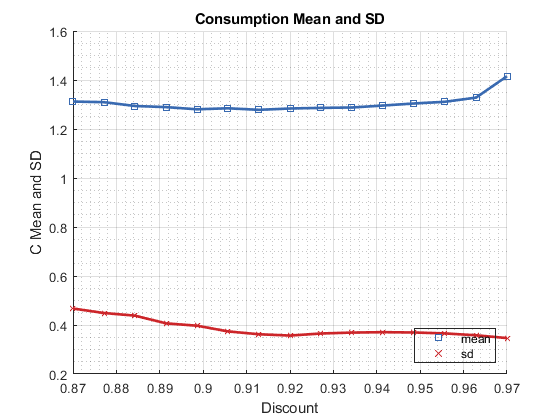 Consumption Mean and SD
1.6
1.4
1.2
1
0.8
0.6
0.4
0.2
C Mean and SD
mean
sd
0.87 0.88 0.89 0.9 0.91 0.92 0.93 0.94 0.95 0.96 0.97
Discount